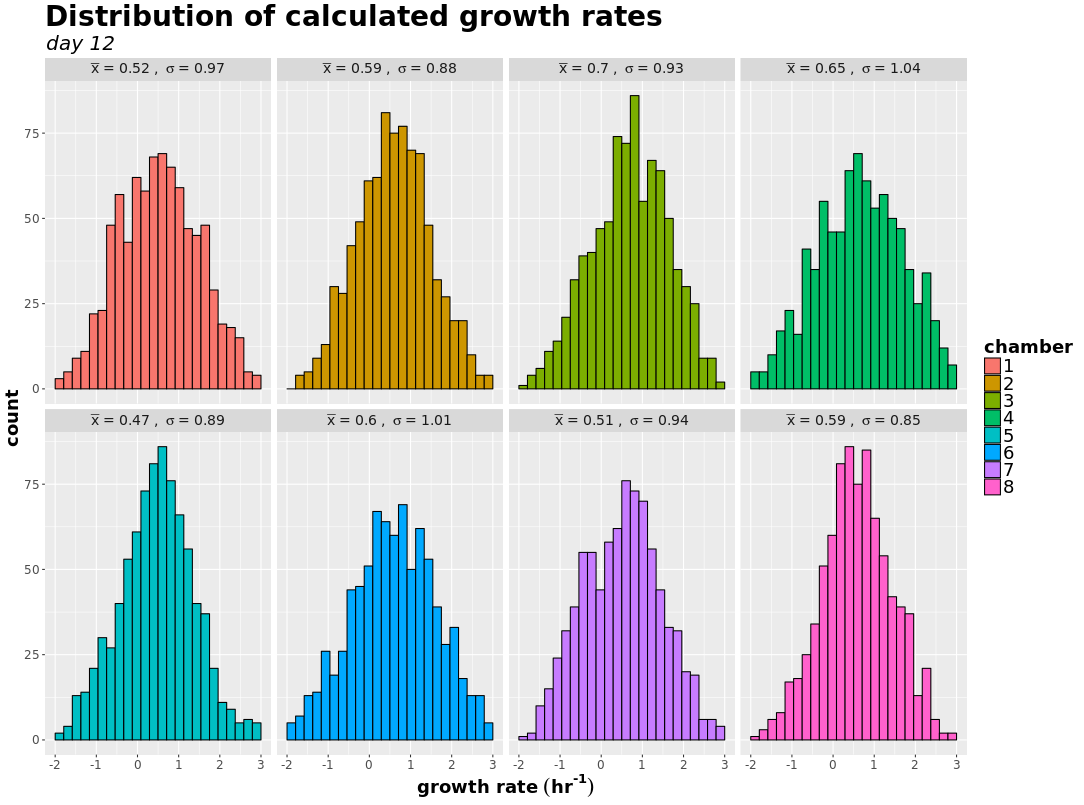 Distribution of calculated growth rates
day 12
x̅ = 0.52 , σ = 0.97
x̅ = 0.59 , σ = 0.88
x̅ = 0.7 , σ = 0.93
x̅ = 0.65 , σ = 1.04
75
50
25
0
x̅ = 0.47 , σ = 0.89
x̅ = 0.6 , σ = 1.01
x̅ = 0.51 , σ = 0.94
x̅ = 0.59 , σ = 0.85
75
50
25
0
-2 -1 0 1 2 3
-2 -1 0 1 2 3
-2 -1 0 1 2 3
-2 -1 0 1 2 3
count
growth rate (hr⁻¹)
chamber
1
2
3
4
5
6
7
8